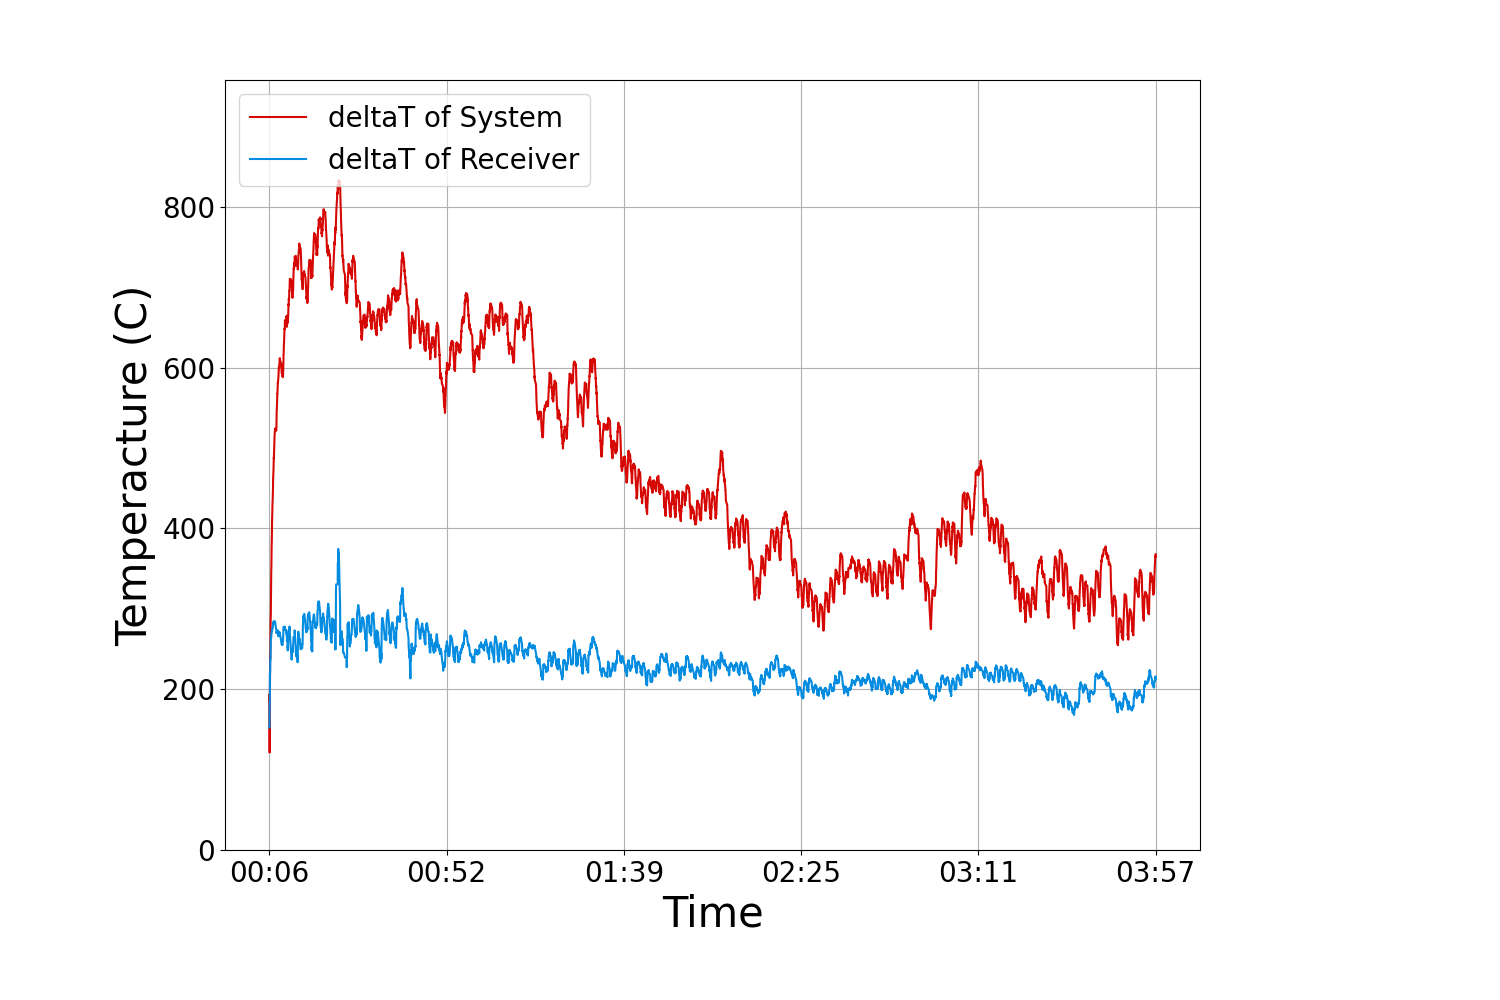 deltaT of System
deltaT of Receiver
Temperacture (C)
800
600
400
200
0
00:06 00:52 01:39 02:25 03:11 03:57
Time